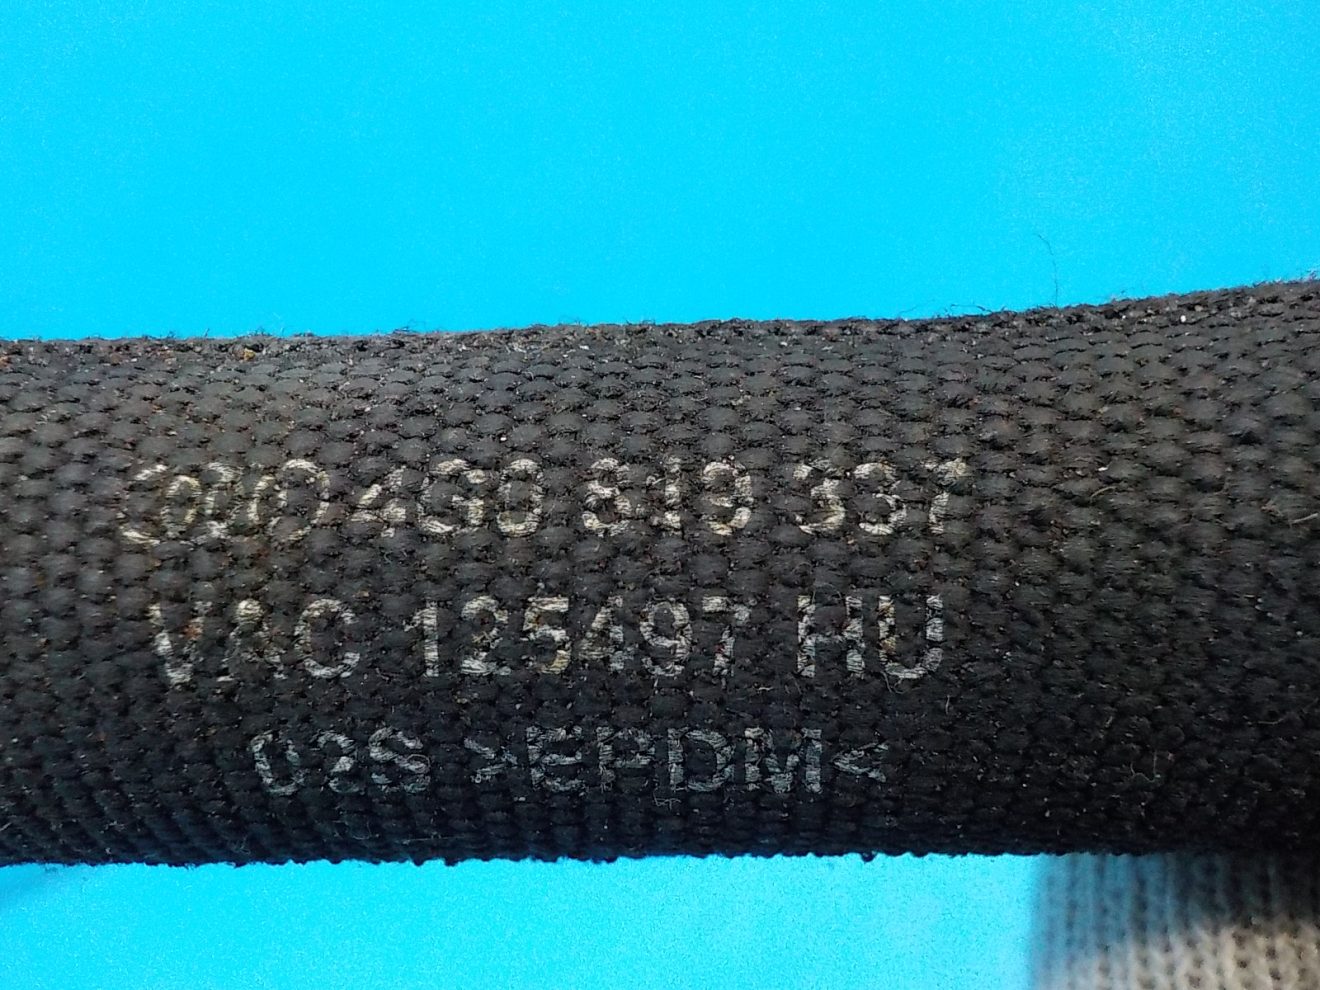 4G0 819 337
V&C 125497 HU
02S >EPDM<